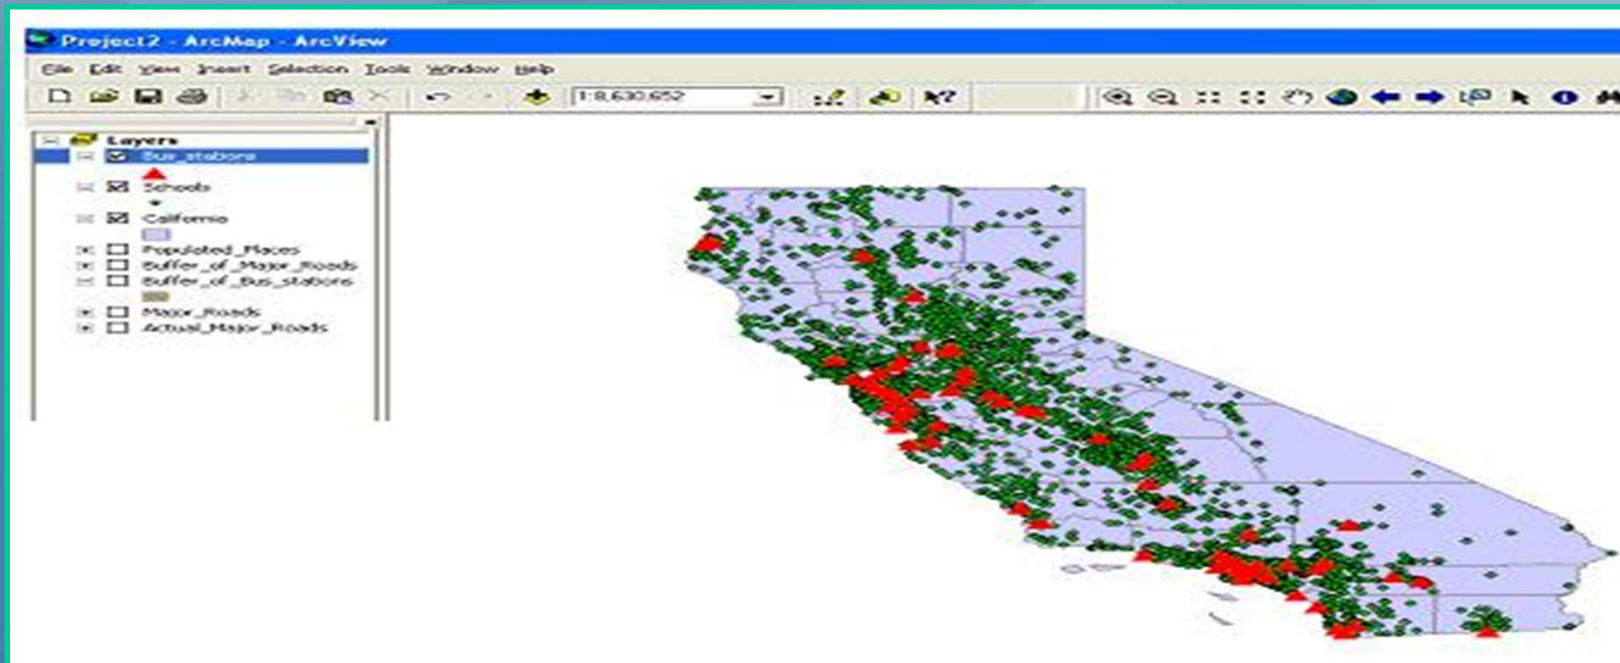 Project2 - ArcMap - ArcView
File Edit View Insert Selection Tools Window Help
1:8,630,652
Layers
Bus_stations
Schools
California
Populated_Places
Buffer_of_Major_Roads
Buffer_of_Bus_stations
Major_Roads
Actual_Major_Roads